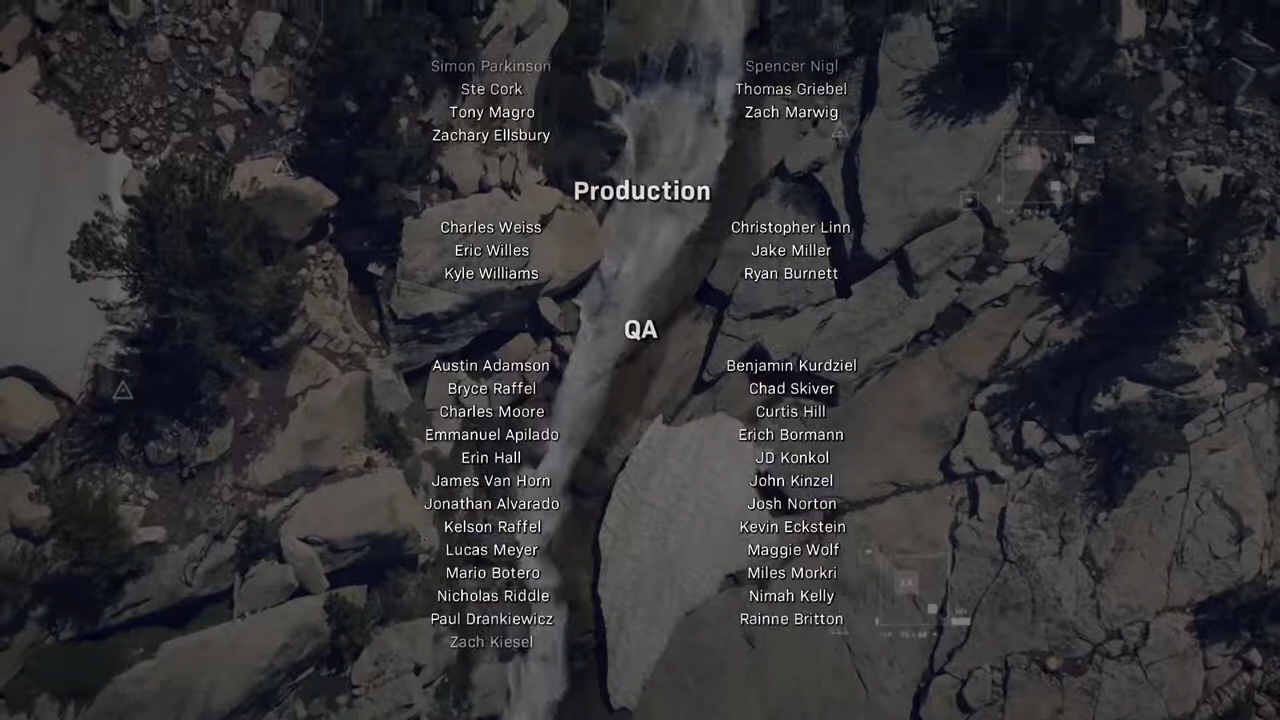 Simon Parkinson Spencer Nigl
Ste Cork Thomas Griebel
Tony Magro Zach Marwig
Zachary Ellsbury
Production
Charles Weiss Christopher Linn
Eric Willes Jake Miller
Kyle Williams Ryan Burnett
QA
Austin Adamson Benjamin Kurdziel
Bryce Raffel Chad Skiver
Charles Moore Curtis Hill
Emmanuel Apilado Erich Bormann
Erin Hall JD Konkol
James Van Horn John Kinzel
Jonathan Alvarado Josh Norton
Kelson Raffel Kevin Eckstein
Lucas Meyer Maggie Wolf
Mario Botero Miles Morkri
Nicholas Riddle Nimah Kelly
Paul Drankiewicz Rainne Britton
Zach Kiesel